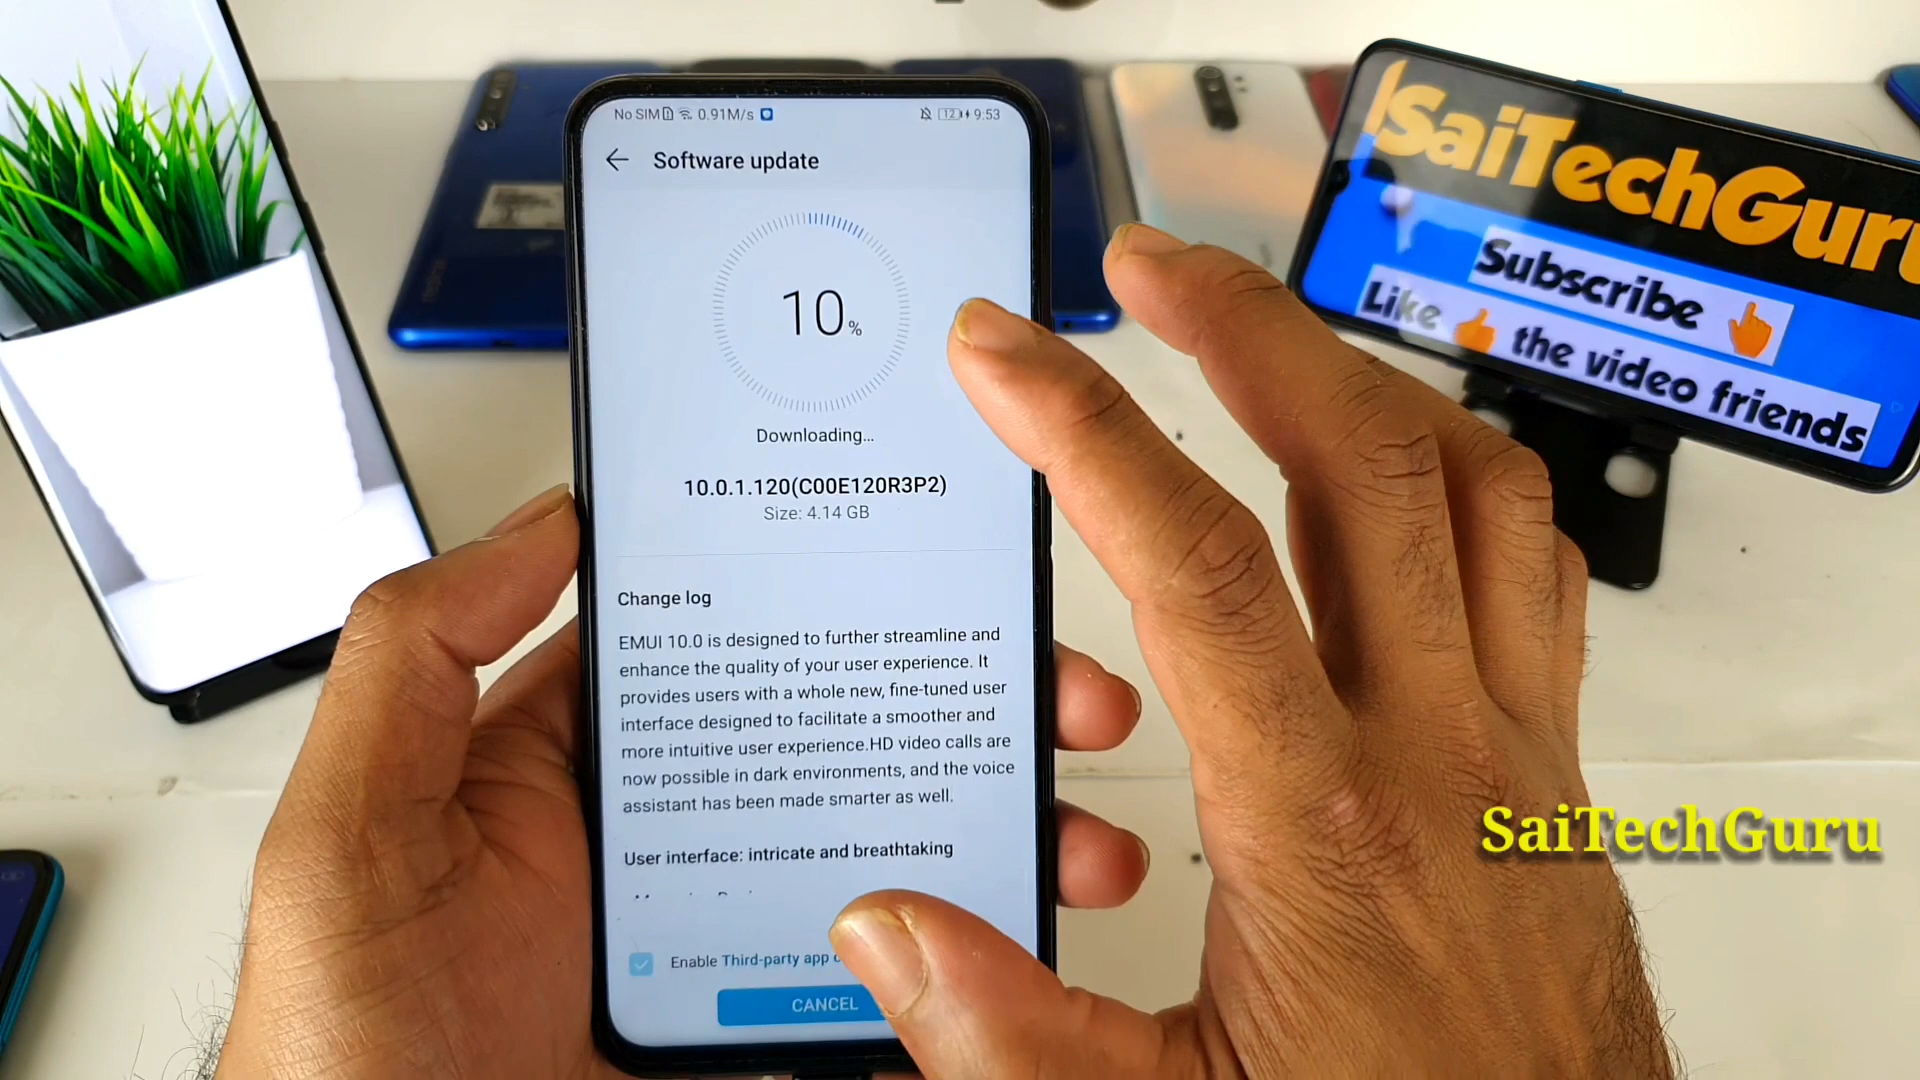 No SIM 0.91M/s 12 9:53
Software update
10%
Downloading...
10.0.1.120(C00E120R3P2)
Size: 4.14 GB
Change log
EMUI 10.0 is designed to further streamline and
enhance the quality of your user experience. It
provides users with a whole new, fine-tuned user
interface designed to facilitate a smoother and
more intuitive user experience.HD video calls are
now possible in dark environments, and the voice
assistant has been made smarter as well.
User interface: intricate and breathtaking
Enable Third-party app
CANCEL
SaiTechGuru
Subscribe
Like the video friends
SaiTechGuru